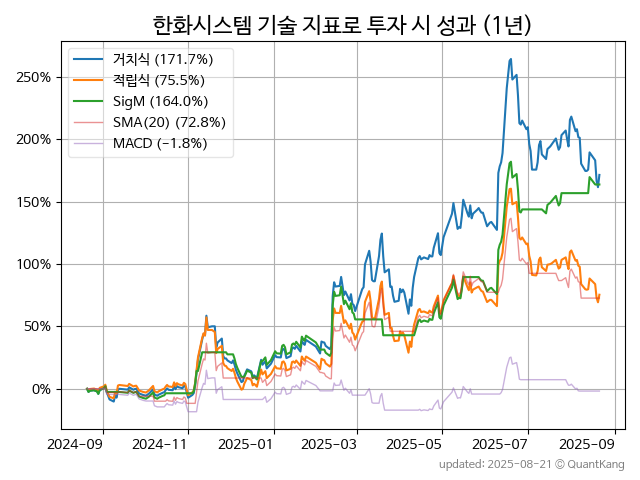 한화시스템 기술 지표로 투자 시 성과 (1년)
거치식 (171.7%)
적립식 (75.5%)
SigM (164.0%)
SMA(20) (72.8%)
MACD (−1.8%)
250%
200%
150%
100%
50%
0%
2024-09 2024-11 2025-01 2025-03 2025-05 2025-07 2025-09
updated: 2025-08-21 © QuantKang